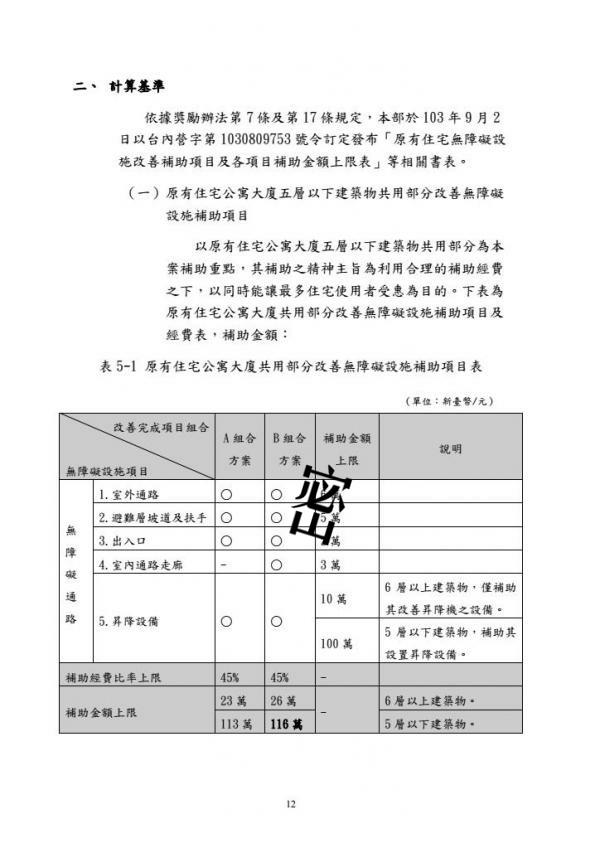 二、 計算基準
依據獎勵辦法第 7 條及第 17 條規定，本部於 103 年 9 月 2
日以台內營字第 1030809753 號令訂定發布「原有住宅無障礙設
施改善補助項目及各項目補助金額上限表」等相關書表。
（一）原有住宅公寓大廈五層以下建築物共用部分改善無障礙
設施補助項目
以原有住宅公寓大廈五層以下建築物共用部分為本
案補助重點，其補助之精神主旨為利用合理的補助經費
之下，以同時能讓最多住宅使用者受惠為目的。下表為
原有住宅公寓大廈共用部分改善無障礙設施補助項目及
經費表，補助金額：
表 5-1 原有住宅公寓大廈共用部分改善無障礙設施補助項目表
（單位：新臺幣/元）
改善完成項目組合
無障礙設施項目
A 組合
方案
B 組合
方案
補助金額
上限
說明
無障礙通路
1.室外通路 ○ ○ 萬
2.避難層坡道及扶手 ○ ○ 5 萬
3.出入口 ○ ○ 萬
4.室內通路走廊 - ○ 3 萬
5.昇降設備 ○ ○
10 萬 6 層以上建築物，僅補助
其改善昇降機之設備。
100 萬 5 層以下建築物，補助其
設置昇降設備。
補助經費比率上限 45% 45% -
補助金額上限
23 萬 26 萬 - 6 層以上建築物。
113 萬 116 萬 5 層以下建築物。
12